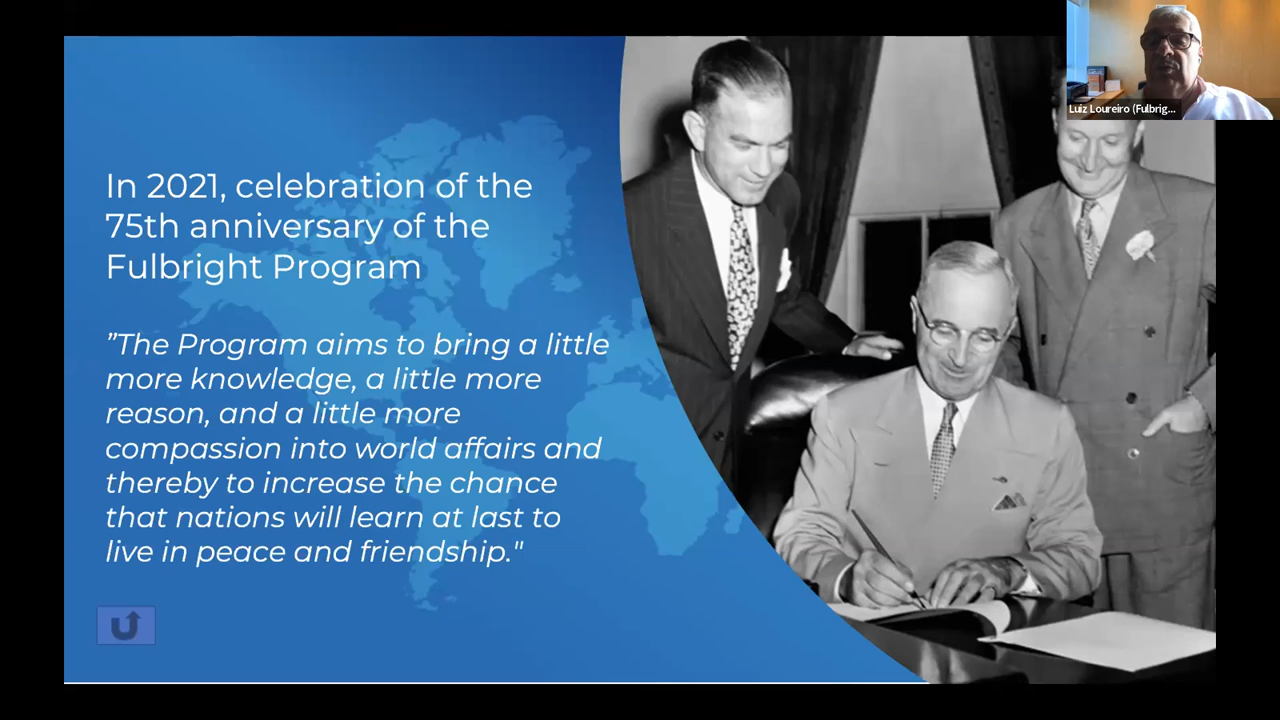 Luiz Loureiro (Fulbrig...
In 2021, celebration of the
75th anniversary of the
Fulbright Program
”The Program aims to bring a little
more knowledge, a little more
reason, and a little more
compassion into world affairs and
thereby to increase the chance
that nations will learn at last to
live in peace and friendship."